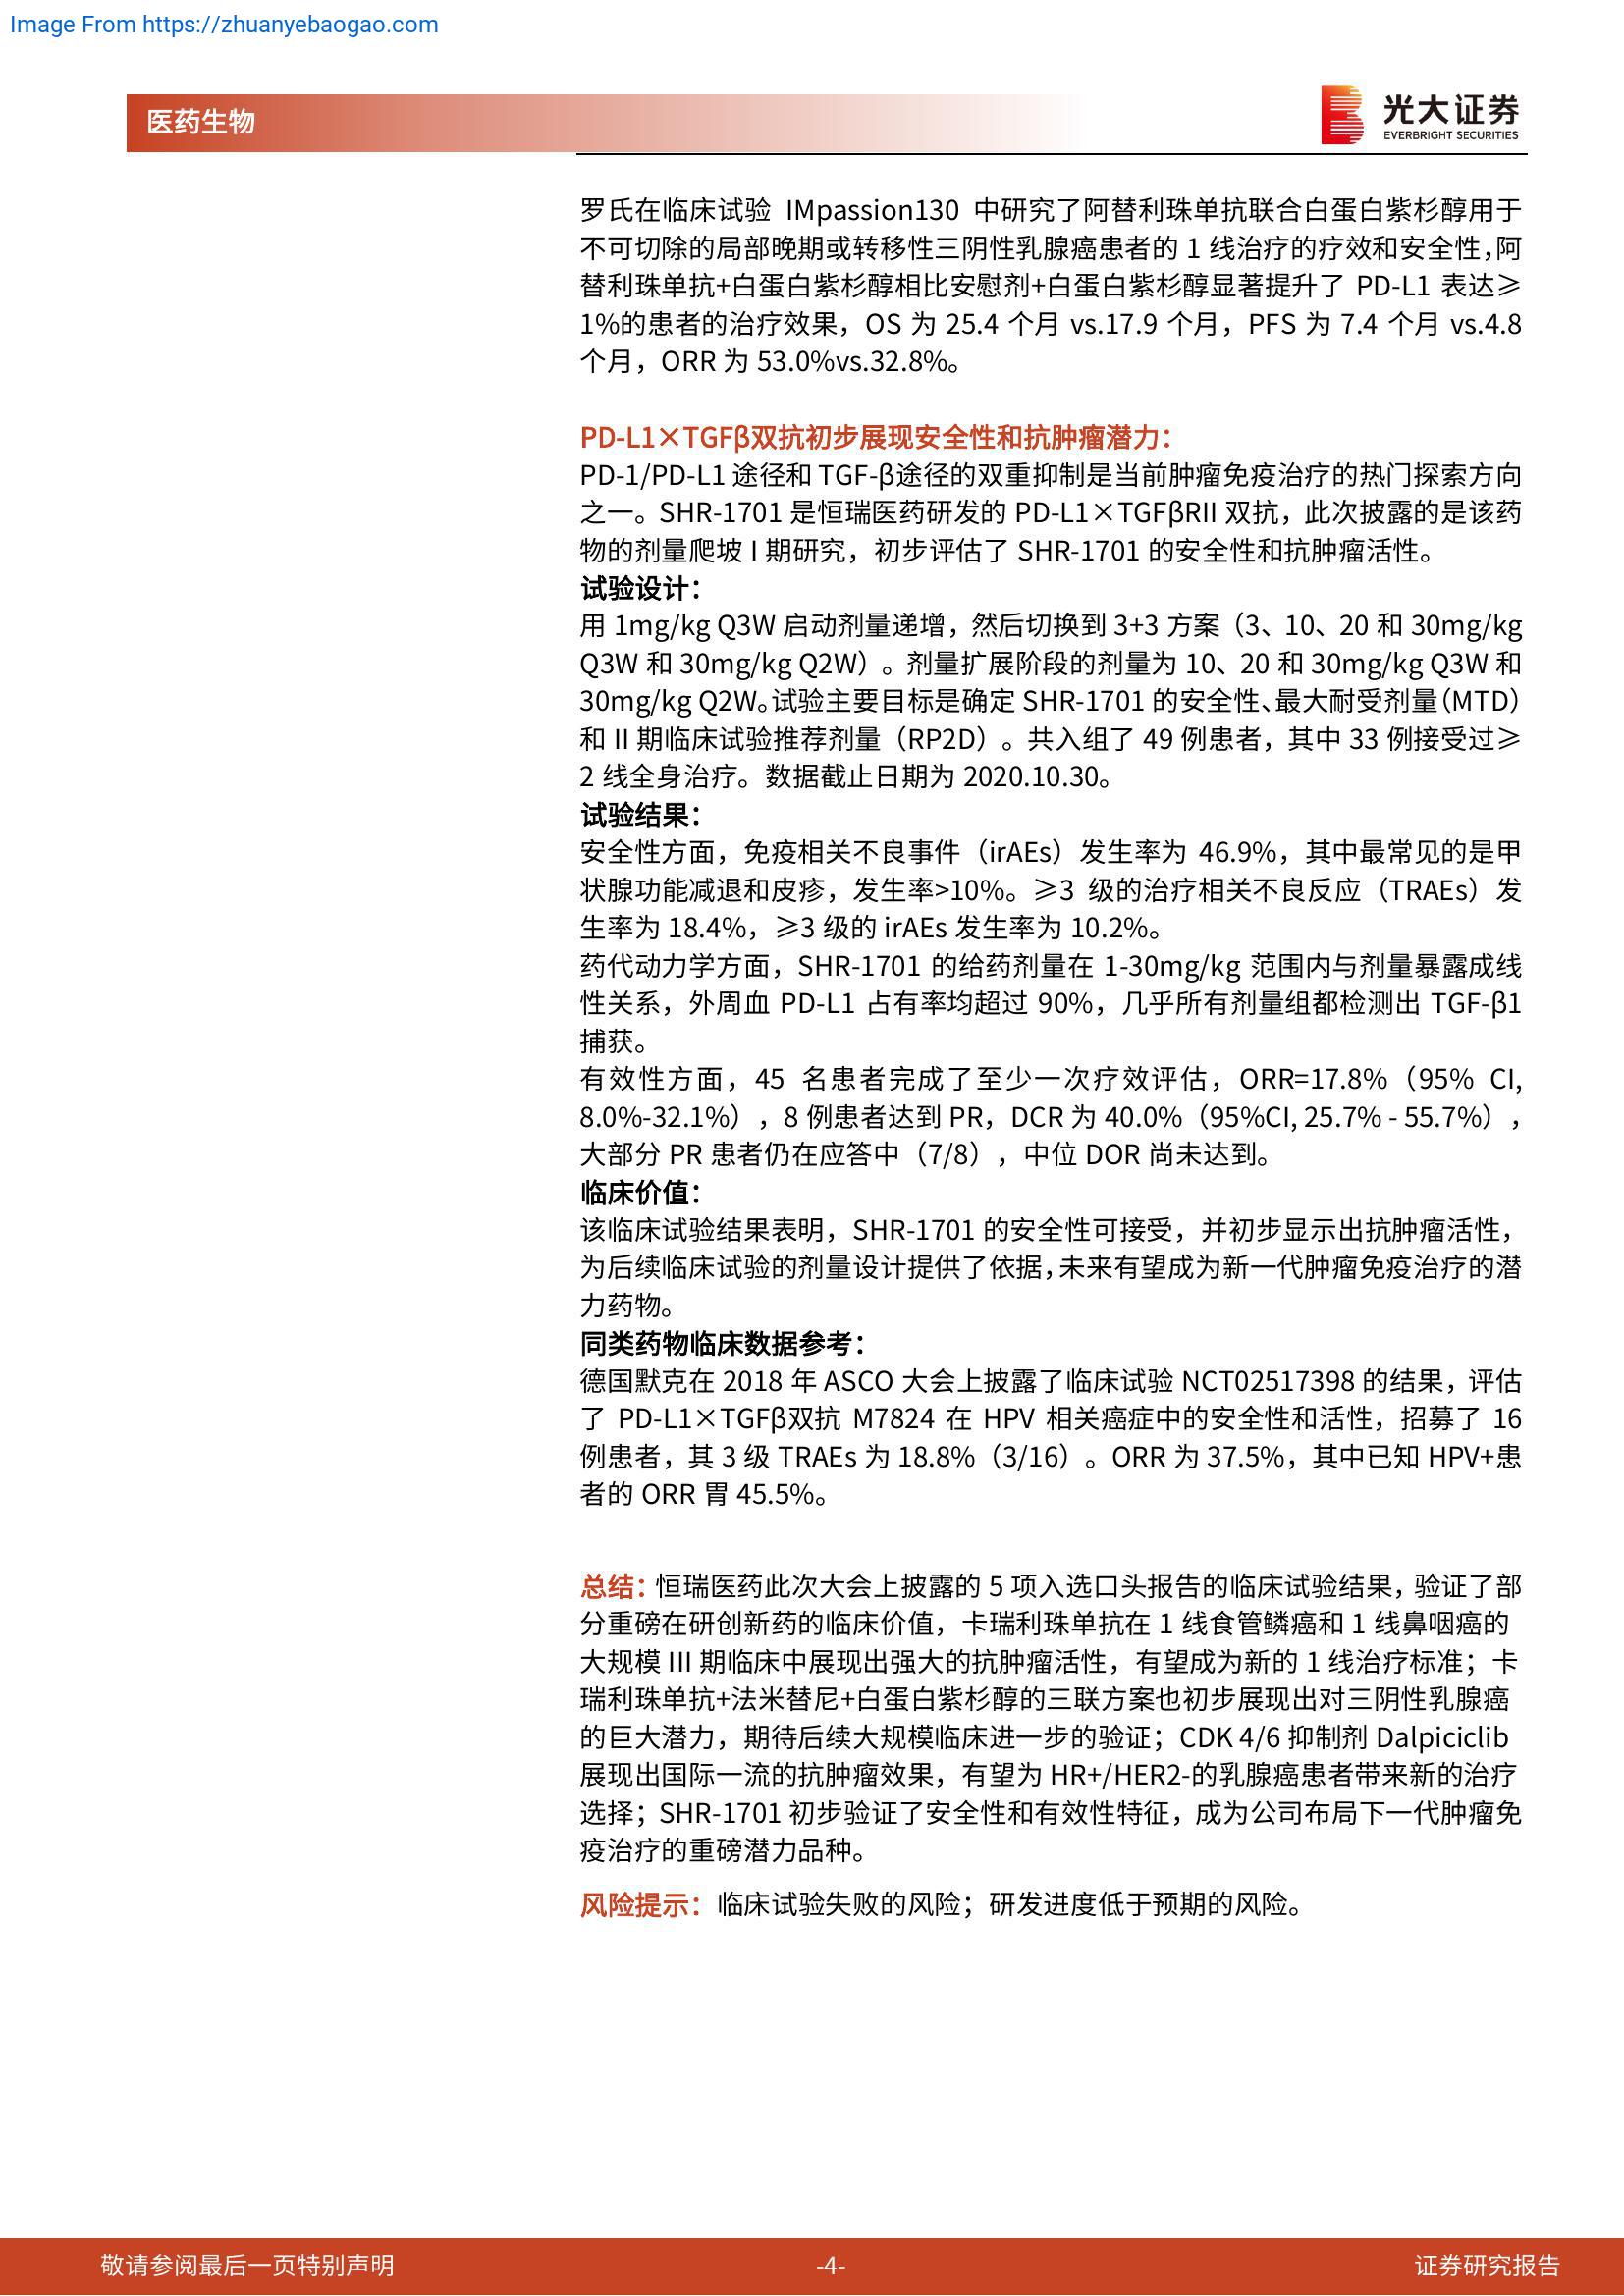 Image From https://zhuanyebaogao.com
医药生物
光大证券
EVERBRIGHT SECURITIES
罗氏在临床试验 IMpassion130 中研究了阿替利珠单抗联合白蛋白紫杉醇用于
不可切除的局部晚期或转移性三阴性乳腺癌患者的 1 线治疗的疗效和安全性，阿
替利珠单抗+白蛋白紫杉醇相比安慰剂+白蛋白紫杉醇显著提升了 PD-L1 表达≥
1%的患者的治疗效果，OS 为 25.4 个月 vs.17.9 个月，PFS 为 7.4 个月 vs.4.8
个月，ORR 为 53.0%vs.32.8%。
PD-L1×TGFβ双抗初步展现安全性和抗肿瘤潜力：
PD-1/PD-L1 途径和 TGF-β途径的双重抑制是当前肿瘤免疫治疗的热门探索方向
之一。SHR-1701 是恒瑞医药研发的 PD-L1×TGFβRII 双抗，此次披露的是该药
物的剂量爬坡 I 期研究，初步评估了 SHR-1701 的安全性和抗肿瘤活性。
试验设计：
用 1mg/kg Q3W 启动剂量递增，然后切换到 3+3 方案（3、10、20 和 30mg/kg
Q3W 和 30mg/kg Q2W）。剂量扩展阶段的剂量为 10、20 和 30mg/kg Q3W 和
30mg/kg Q2W。试验主要目标是确定 SHR-1701 的安全性、最大耐受剂量（MTD）
和 II 期临床试验推荐剂量（RP2D）。共入组了 49 例患者，其中 33 例接受过≥
2 线全身治疗。数据截止日期为 2020.10.30。
试验结果：
安全性方面，免疫相关不良事件（irAEs）发生率为 46.9%，其中最常见的是甲
状腺功能减退和皮疹，发生率>10%。≥3 级的治疗相关不良反应（TRAEs）发
生率为 18.4%，≥3 级的 irAEs 发生率为 10.2%。
药代动力学方面，SHR-1701 的给药剂量在 1-30mg/kg 范围内与剂量暴露成线
性关系，外周血 PD-L1 占有率均超过 90%，几乎所有剂量组都检测出 TGF-β1
捕获。
有效性方面，45 名患者完成了至少一次疗效评估，ORR=17.8%（95% CI,
8.0%-32.1%），8 例患者达到 PR，DCR 为 40.0%（95%CI, 25.7% - 55.7%），
大部分 PR 患者仍在应答中（7/8），中位 DOR 尚未达到。
临床价值：
该临床试验结果表明，SHR-1701 的安全性可接受，并初步显示出抗肿瘤活性，
为后续临床试验的剂量设计提供了依据，未来有望成为新一代肿瘤免疫治疗的潜
力药物。
同类药物临床数据参考：
德国默克在 2018 年 ASCO 大会上披露了临床试验 NCT02517398 的结果，评估
了 PD-L1×TGFβ双抗 M7824 在 HPV 相关癌症中的安全性和活性，招募了 16
例患者，其 3 级 TRAEs 为 18.8%（3/16）。ORR 为 37.5%，其中已知 HPV+患
者的 ORR 胃 45.5%。
总结：恒瑞医药此次大会上披露的 5 项入选口头报告的临床试验结果，验证了部
分重磅在研创新药的临床价值，卡瑞利珠单抗在 1 线食管鳞癌和 1 线鼻咽癌的
大规模 III 期临床中展现出强大的抗肿瘤活性，有望成为新的 1 线治疗标准；卡
瑞利珠单抗+法米替尼+白蛋白紫杉醇的三联方案也初步展现出对三阴性乳腺癌
的巨大潜力，期待后续大规模临床进一步的验证；CDK 4/6 抑制剂 Dalpiciclib
展现出国际一流的抗肿瘤效果，有望为 HR+/HER2-的乳腺癌患者带来新的治疗
选择；SHR-1701 初步验证了安全性和有效性特征，成为公司布局下一代肿瘤免
疫治疗的重磅潜力品种。
风险提示：临床试验失败的风险；研发进度低于预期的风险。
敬请参阅最后一页特别声明
-4-
证券研究报告